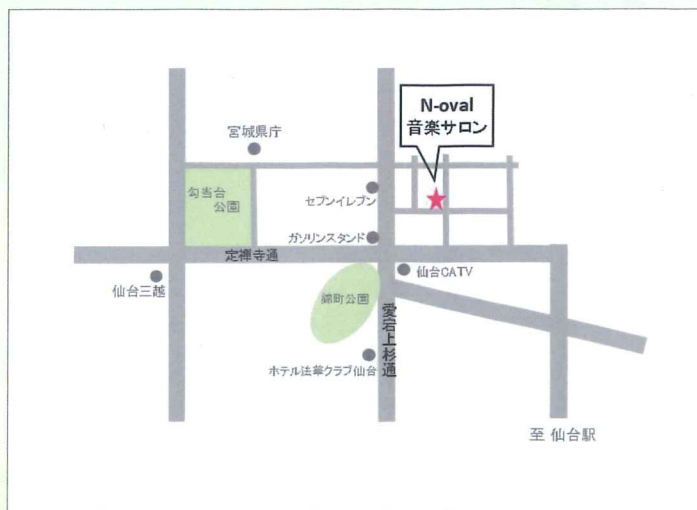 N-oval
音楽サロン
宮城県庁
勾当台
公園
セブンイレブン
ガソリンスタンド
定禅寺通
仙台三越
仙台CATV
錦町公園
愛宕上杉通
ホテル法華クラブ仙台
至 仙台駅